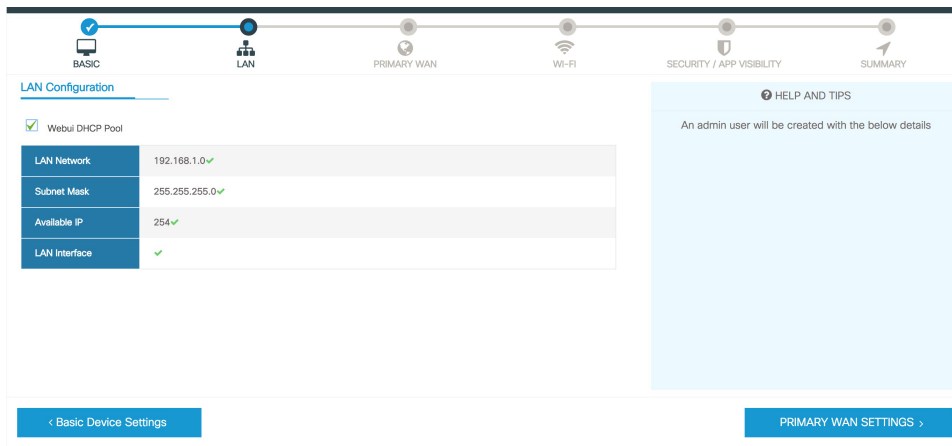 BASIC
LAN
PRIMARY WAN
WI-FI
SECURITY / APP VISIBILITY
SUMMARY
LAN Configuration
Webui DHCP Pool
LAN Network 192.168.1.0
Subnet Mask 255.255.255.0
Available IP 254
LAN Interface
HELP AND TIPS
An admin user will be created with the below details
< Basic Device Settings
PRIMARY WAN SETTINGS >